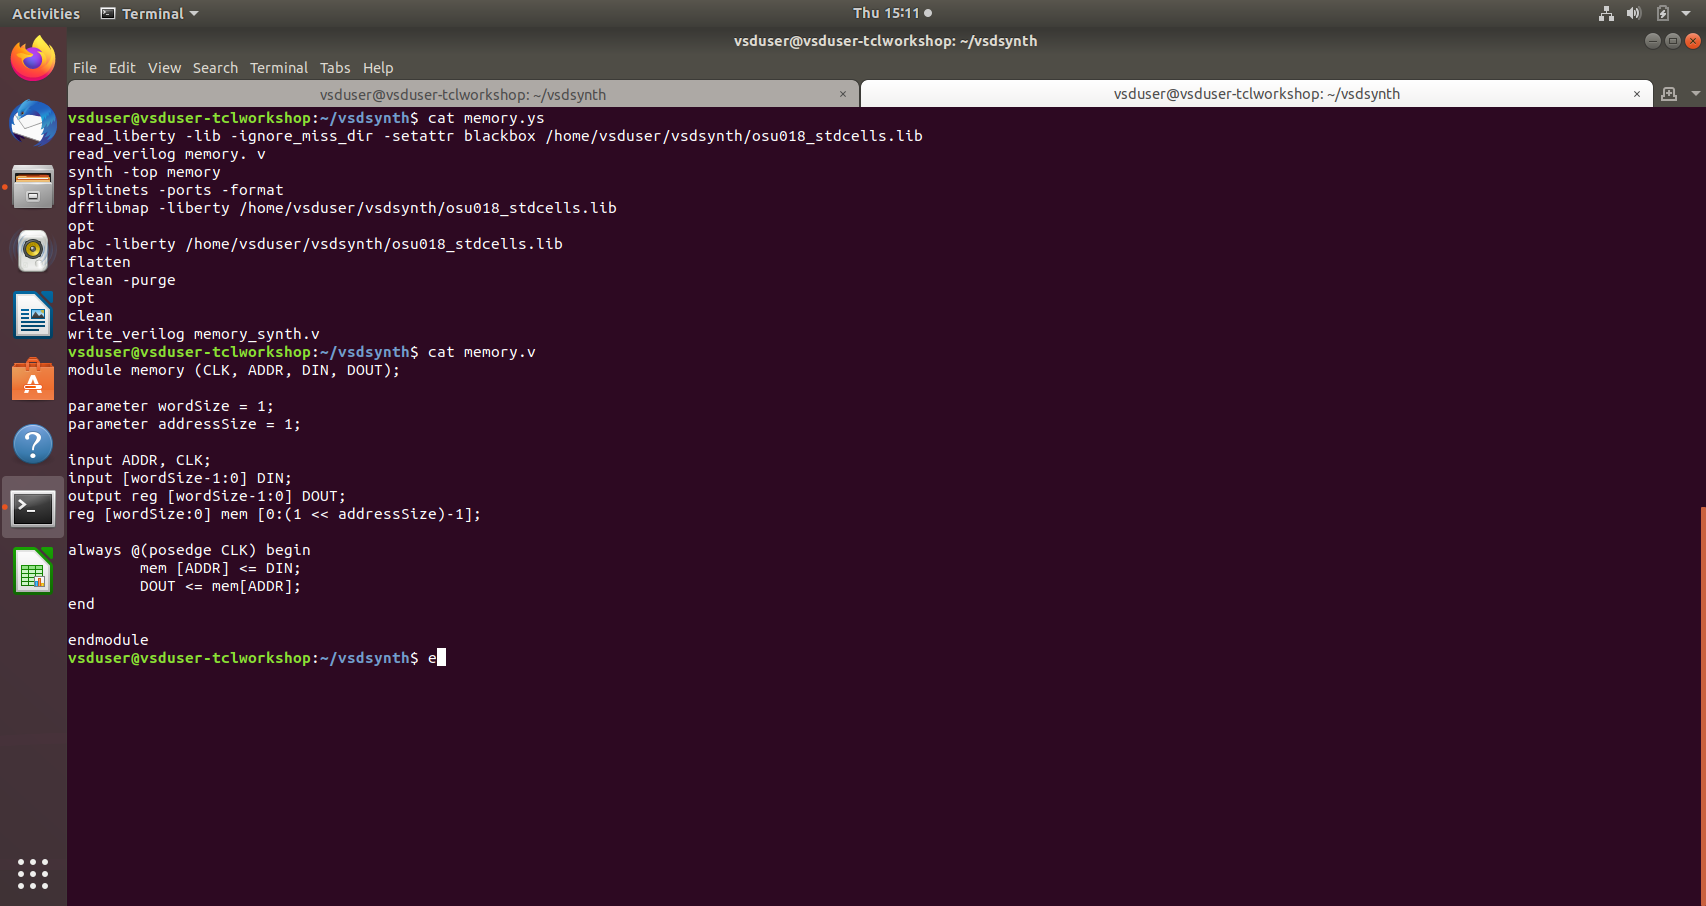 Activities Terminal Thu 15:11
vsduser@vsduser-tclworkshop: ~/vsdsynth
File Edit View Search Terminal Tabs Help
vsduser@vsduser-tclworkshop: ~/vsdsynth × vsduser@vsduser-tclworkshop: ~/vsdsynth ×
vsduser@vsduser-tclworkshop:~/vsdsynth$ cat memory.ys
read_liberty -lib -ignore_miss_dir -setattr blackbox /home/vsduser/vsdsynth/osu018_stdcells.lib
read_verilog memory. v
synth -top memory
splitnets -ports -format
dfflibmap -liberty /home/vsduser/vsdsynth/osu018_stdcells.lib
opt
abc -liberty /home/vsduser/vsdsynth/osu018_stdcells.lib
flatten
clean -purge
opt
clean
write_verilog memory_synth.v
vsduser@vsduser-tclworkshop:~/vsdsynth$ cat memory.v
module memory (CLK, ADDR, DIN, DOUT);

parameter wordSize = 1;
parameter addressSize = 1;

input ADDR, CLK;
input [wordSize-1:0] DIN;
output reg [wordSize-1:0] DOUT;
reg [wordSize:0] mem [0:(1 << addressSize)-1];

always @(posedge CLK) begin
        mem [ADDR] <= DIN;
        DOUT <= mem[ADDR];
end

endmodule
vsduser@vsduser-tclworkshop:~/vsdsynth$ e